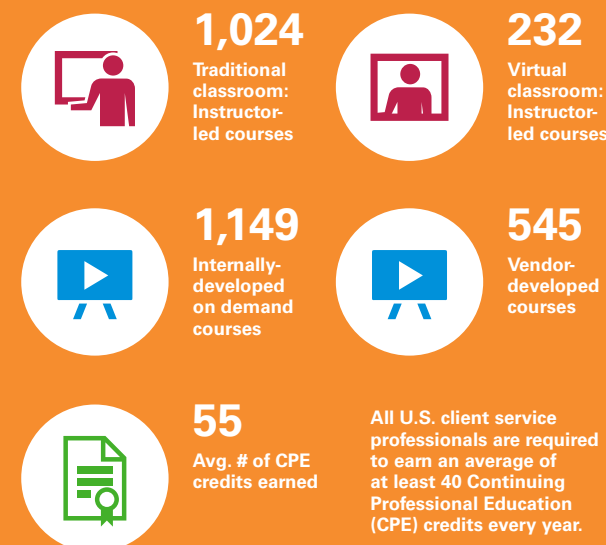 1,024
Traditional
classroom:
Instructor-
led courses
232
Virtual
classroom:
Instructor-
led courses
1,149
Internally-
developed
on demand
courses
545
Vendor-
developed
courses
55
Avg. # of CPE
credits earned
All U.S. client service
professionals are required
to earn an average of
at least 40 Continuing
Professional Education
(CPE) credits every year.